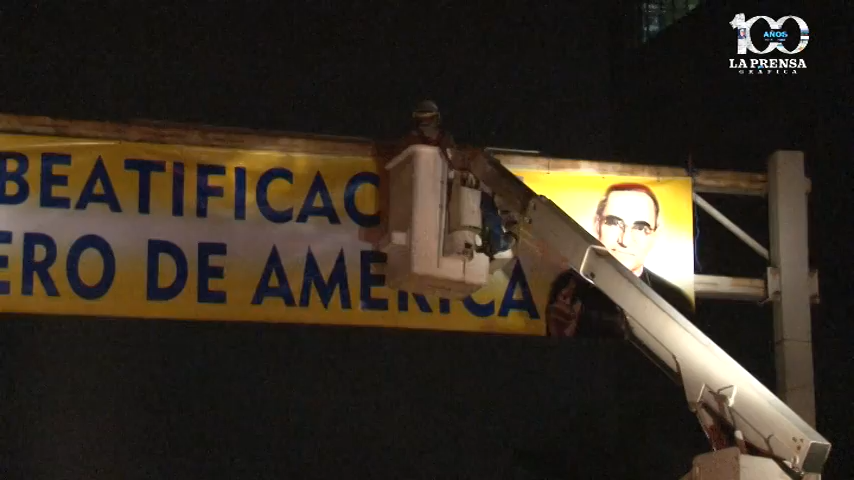 100
AÑOS
LA PRENSA
GRÁFICA
BEATIFICAC
ERO DE AMERICA